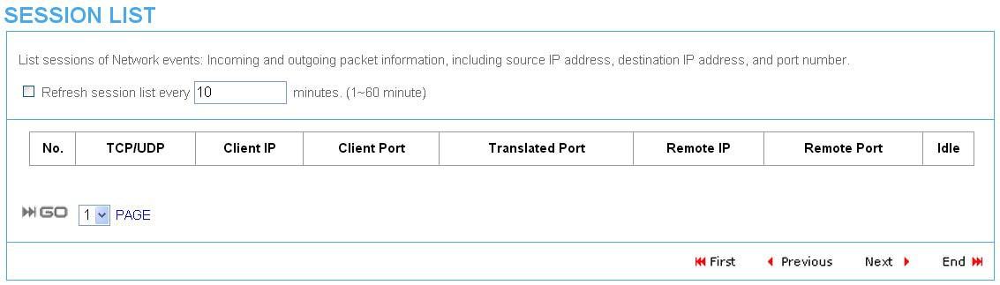 SESSION LIST
List sessions of Network events: Incoming and outgoing packet information, including source IP address, destination IP address, and port number.
Refresh session list every 10 minutes. (1~60 minute)
No. TCP/UDP Client IP Client Port Translated Port Remote IP Remote Port Idle
GO 1 PAGE
First Previous Next End